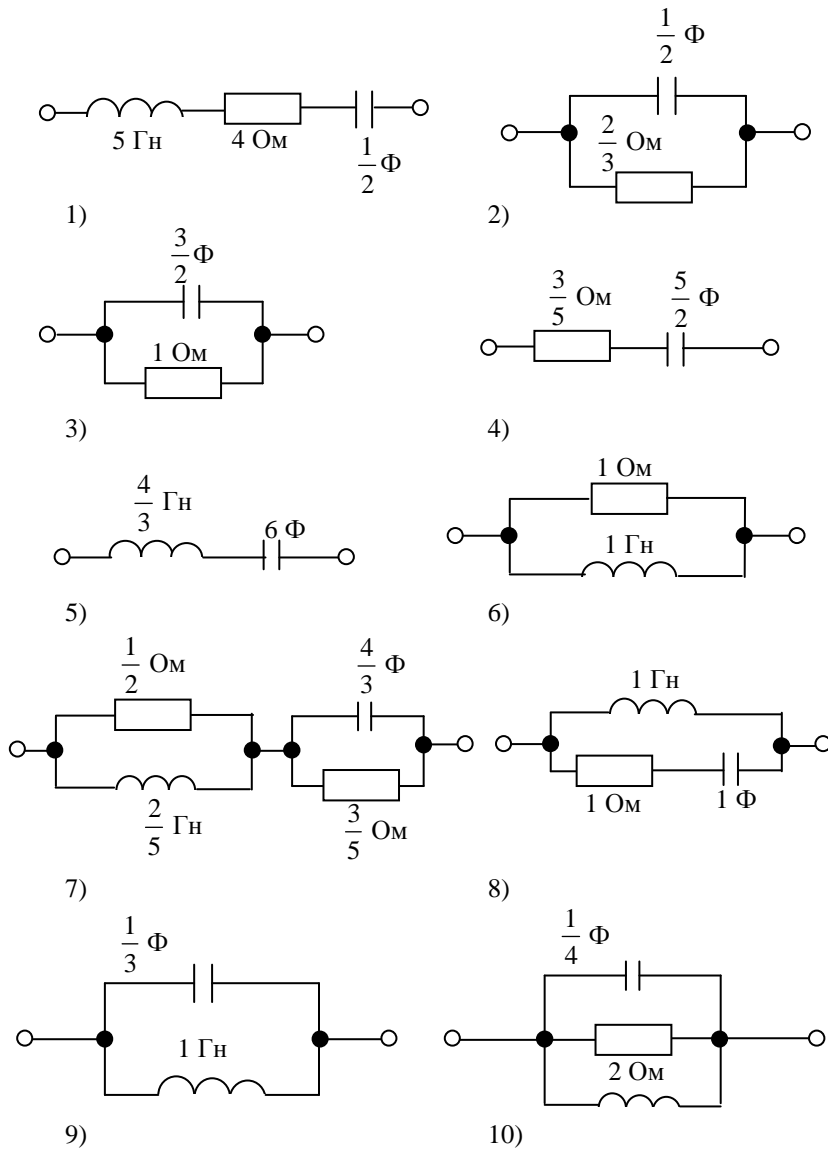 1/2 Ф
5 Гн 4 Ом 1/2 Ф
1)
2/3 Ом
2)
3/2 Ф
1 Ом
3)
3/5 Ом 5/2 Ф
4)
4/3 Гн 6 Ф
5)
1 Ом
1 Гн
6)
1/2 Ом 4/3 Ф
2/5 Гн 3/5 Ом
7)
1 Гн
1 Ом 1 Ф
8)
1/3 Ф
1 Гн
9)
1/4 Ф
2 Ом
10)